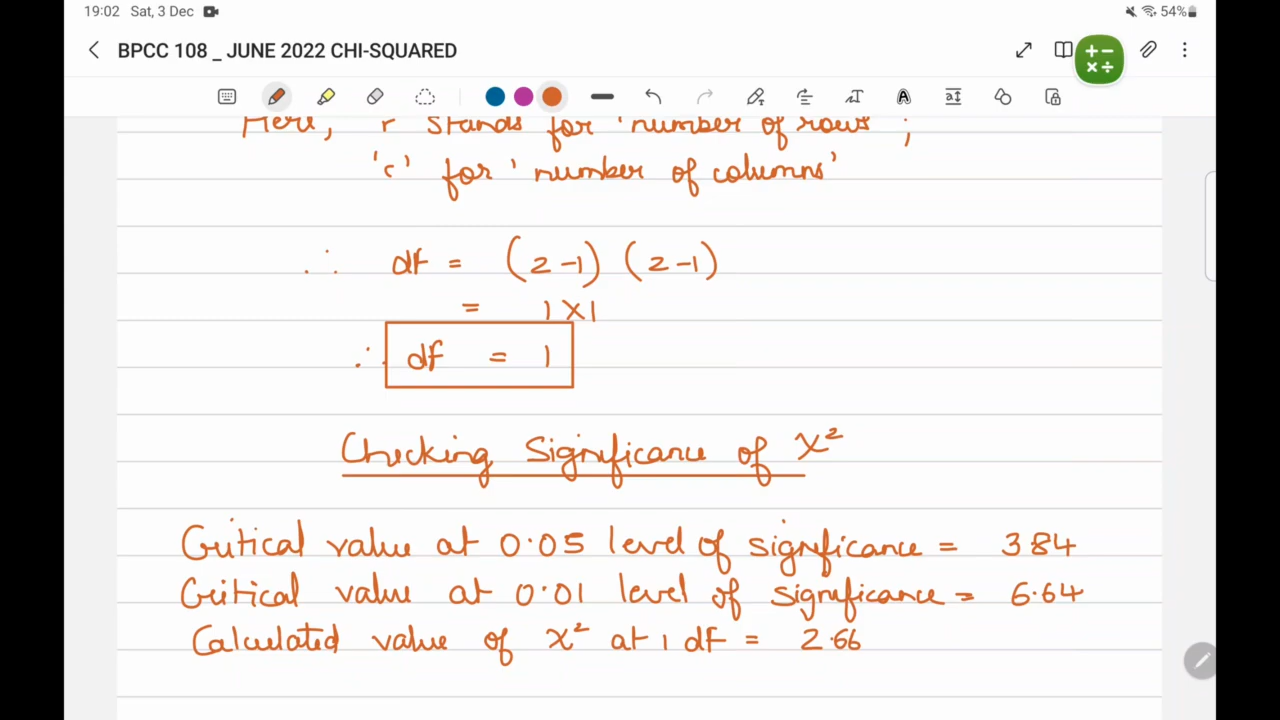 19:02 Sat, 3 Dec
54%
BPCC 108 _ JUNE 2022 CHI-SQUARED
Here, 'r' stands for 'number of rows';
'c' for 'number of columns'
∴ df = (2-1) (2-1)
= 1 X 1
∴ df = 1
Checking Significance of X²
Critical value at 0.05 level of significance = 3.84
Critical value at 0.01 level of significance = 6.64
Calculated value of X² at 1 df = 2.66